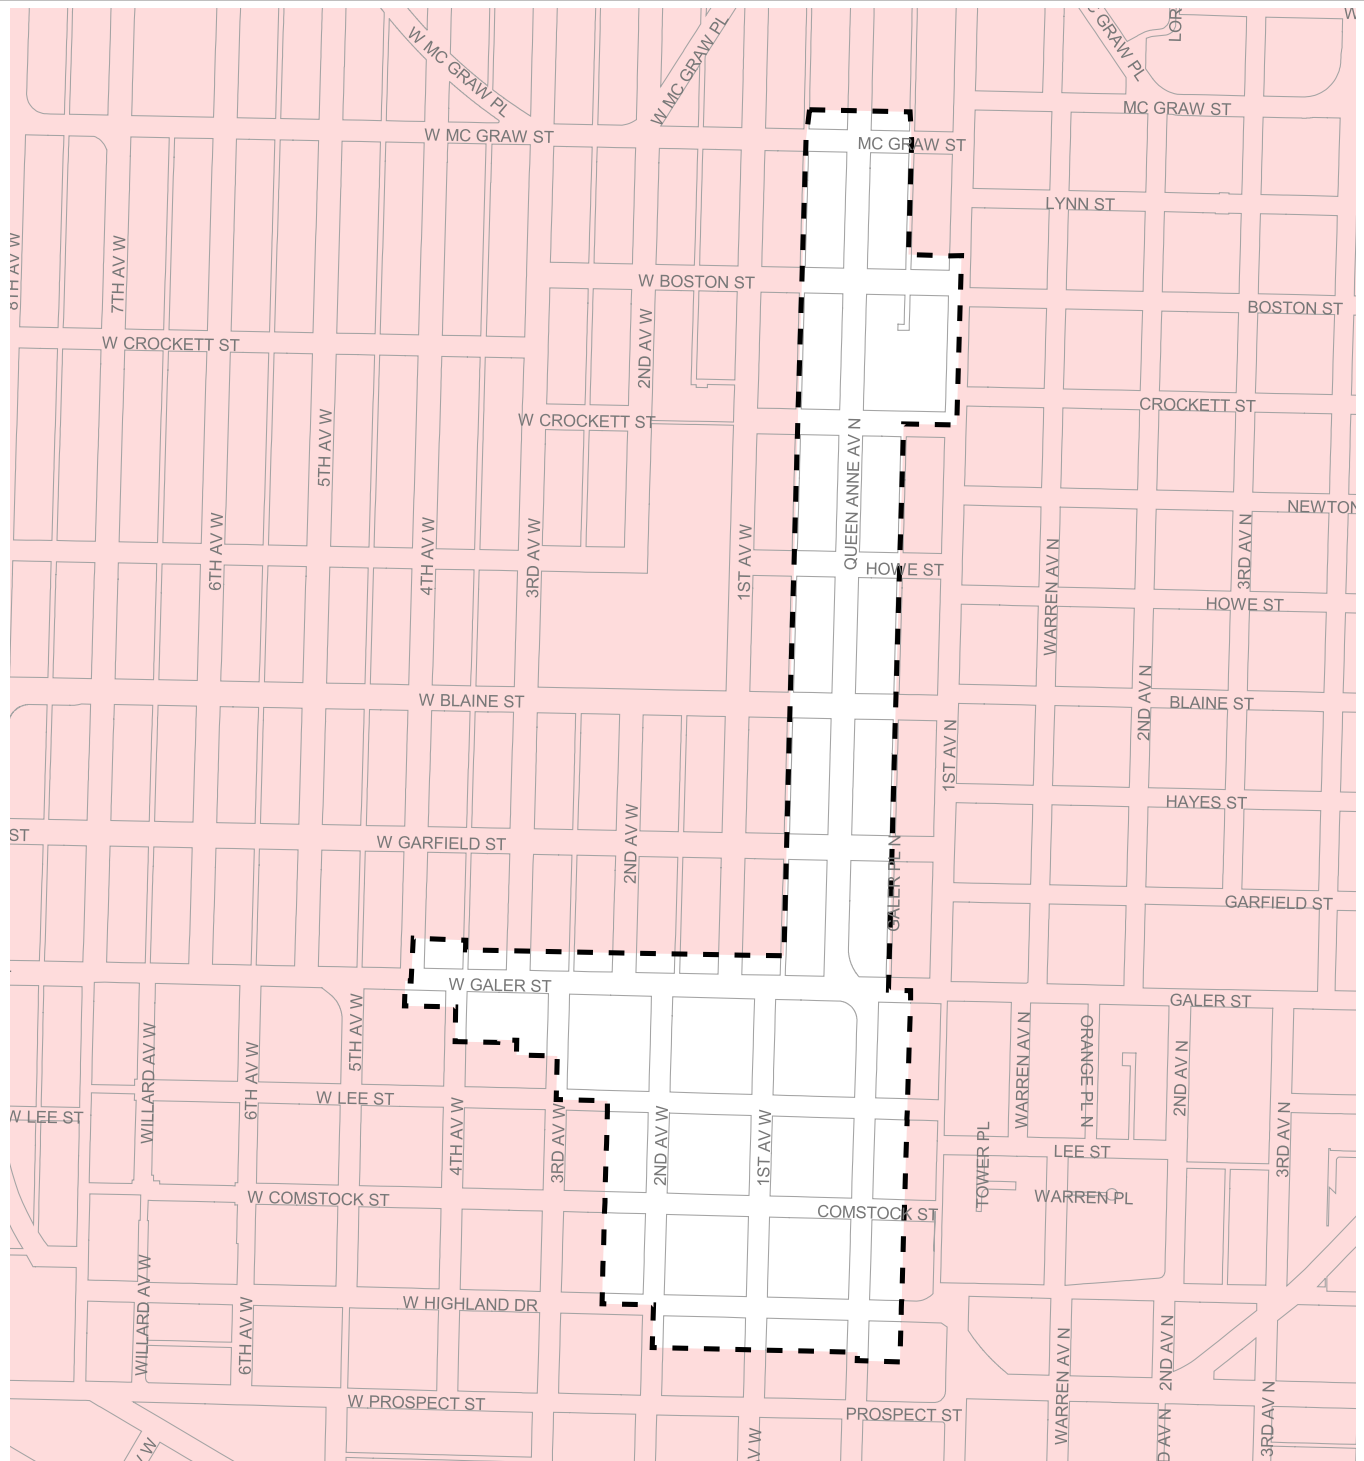 W MC GRAW PL
W MC GRAW PL
C GRAW PL
LOR
MC GRAW ST
W MC GRAW ST
MC GRAW ST
LYNN ST
8TH AV W
7TH AV W
W BOSTON ST
BOSTON ST
W CROCKETT ST
2ND AV W
CROCKETT ST
W CROCKETT ST
5TH AV W
QUEEN ANNE AV N
NEWTON
6TH AV W
4TH AV W
3RD AV W
1ST AV W
WARREN AV N
3RD AV N
HOWE ST
HOWE ST
W BLAINE ST
2ND AV N
BLAINE ST
1ST AV N
HAYES ST
ST
W GARFIELD ST
2ND AV W
GALER PL N
GARFIELD ST
W GALER ST
GALER ST
5TH AV W
WILLARD AV W
6TH AV W
WARREN AV N
ORANGE PL N
2ND AV N
W LEE ST
W LEE ST
4TH AV W
3RD AV W
2ND AV W
1ST AV W
TOWER PL
LEE ST
3RD AV N
W COMSTOCK ST
WARREN PL
COMSTOCK ST
WILLARD AV W
6TH AV W
W HIGHLAND DR
WARREN AV N
2ND AV N
3RD AV N
W PROSPECT ST
PROSPECT ST
W
AV W
D AV N